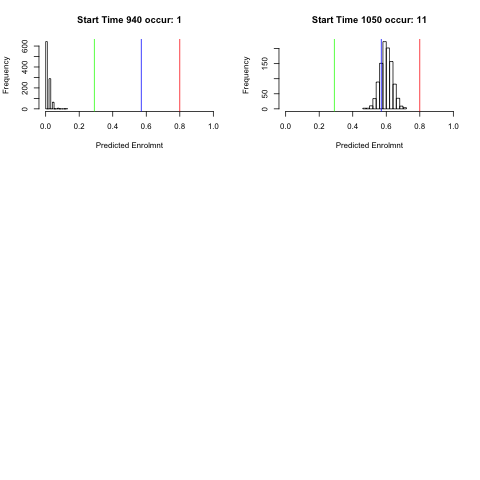 Start Time 940 occur: 1
Frequency
0 200 400 600
0.0 0.2 0.4 0.6 0.8 1.0
Predicted Enrolmnt
Start Time 1050 occur: 11
Frequency
0 50 150
0.0 0.2 0.4 0.6 0.8 1.0
Predicted Enrolmnt